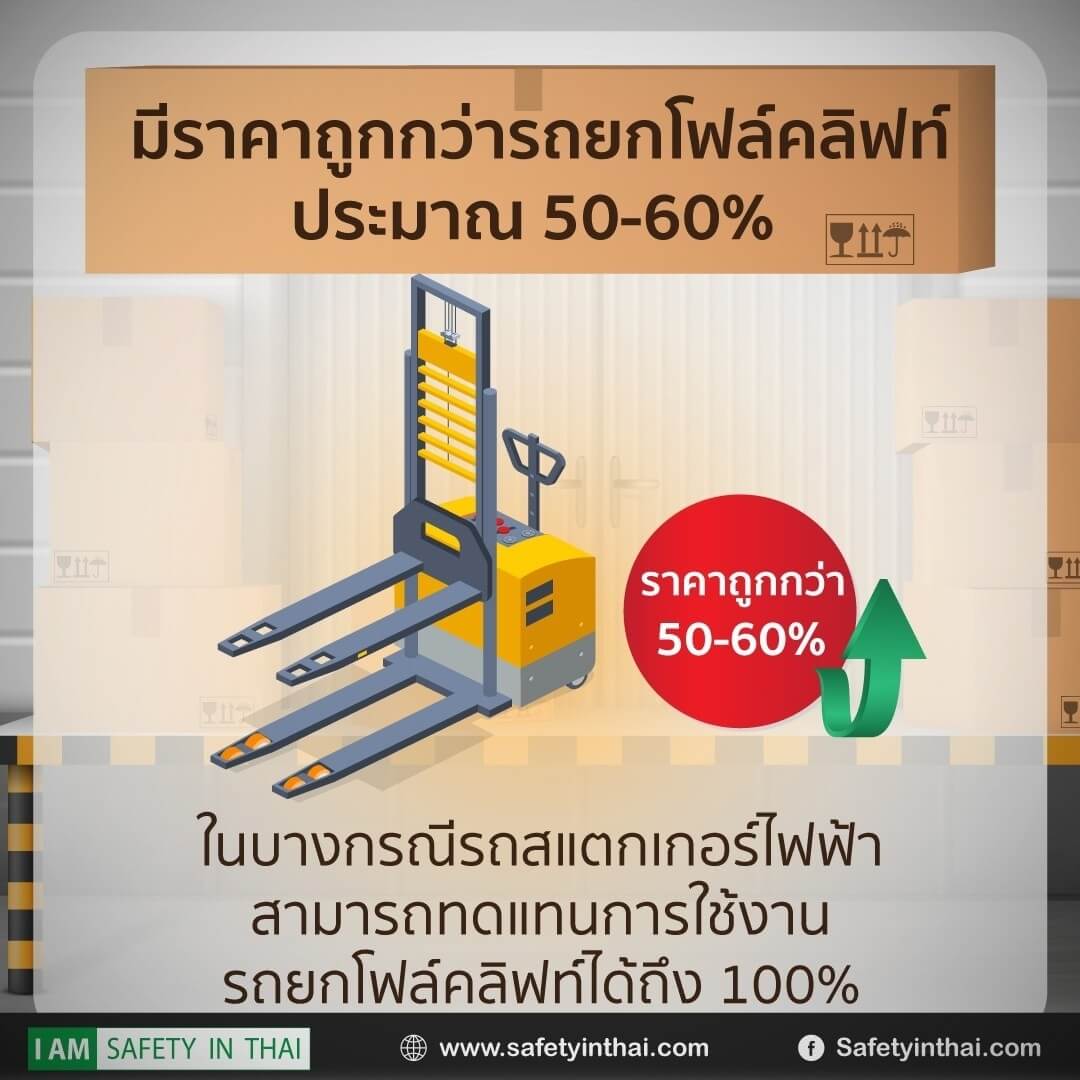 มีราคาถูกกว่ารถยกโฟล์คลิฟท์
ประมาณ 50-60%
ราคาถูกกว่า
50-60%
ในบางกรณีรถสแตกเกอร์ไฟฟ้า
สามารถทดแทนการใช้งาน
รถยกโฟล์คลิฟท์ได้ถึง 100%
I AM SAFETY IN THAI
www.safetyinthai.com
Safetyinthai.com